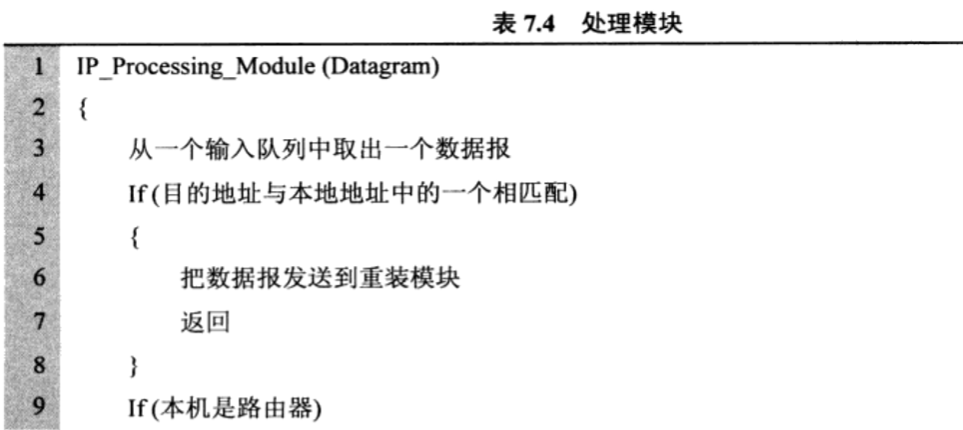 表 7.4 处理模块
1 IP_Processing_Module (Datagram)
2 {
3 从一个输入队列中取出一个数据报
4 If (目的地址与本地地址中的一个相匹配)
5 {
6 把数据报发送到重装模块
7 返回
8 }
9 If (本机是路由器)